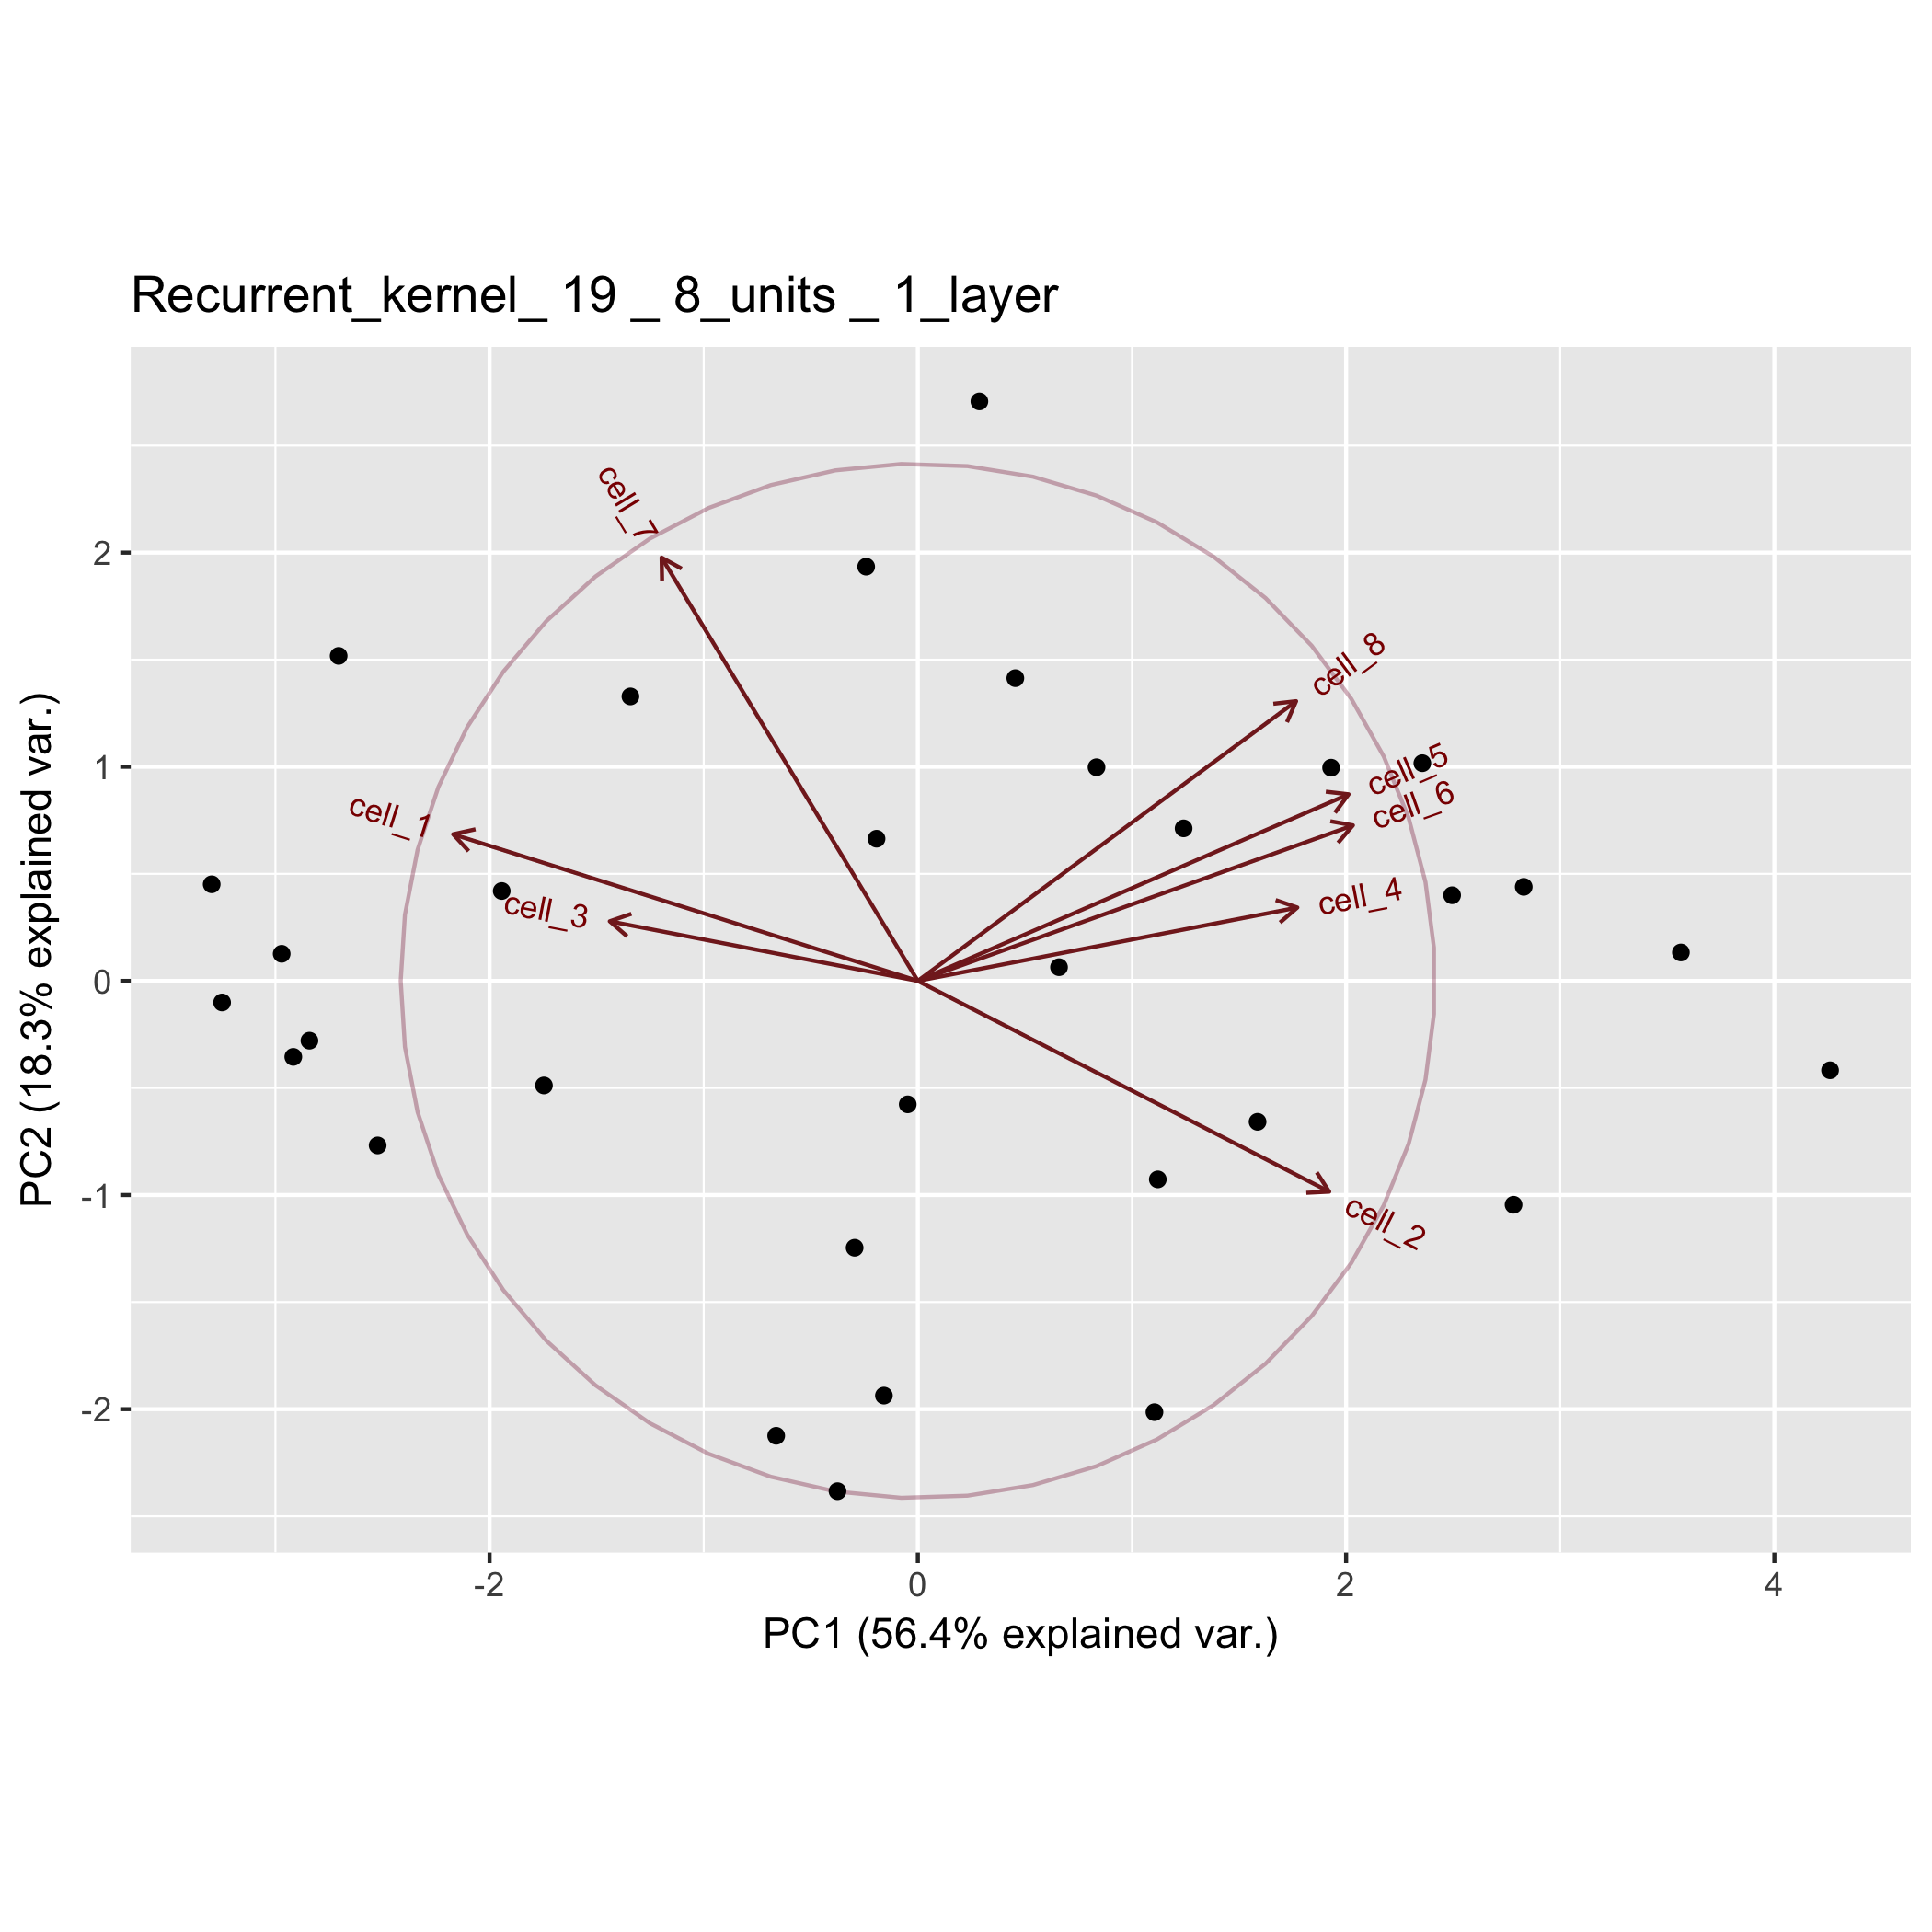 Recurrent_kernel_ 19 _ 8_units _ 1_layer
cell_7
cell_8
cell_5
cell_6
cell_1
cell_4
cell_3
cell_2
2
1
0
-1
-2
PC2 (18.3% explained var.)
-2 0 2 4
PC1 (56.4% explained var.)